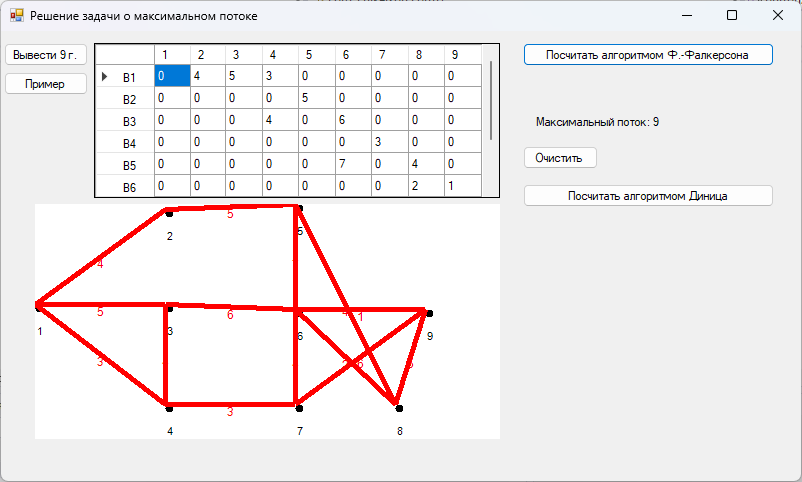 Решение задачи о максимальном потоке
Вывести 9 г.
Пример
1 2 3 4 5 6 7 8 9
B1 0 4 5 3 0 0 0 0 0
B2 0 0 0 0 5 0 0 0 0
B3 0 0 0 4 0 6 0 0 0
B4 0 0 0 0 0 0 3 0 0
B5 0 0 0 0 0 7 0 4 0
B6 0 0 0 0 0 0 0 2 1
Посчитать алгоритмом Ф.-Фалкерсона
Максимальный поток: 9
Очистить
Посчитать алгоритмом Диница
5
2
5
4
5
6
1
1
3
6
9
3
3
4
7
8